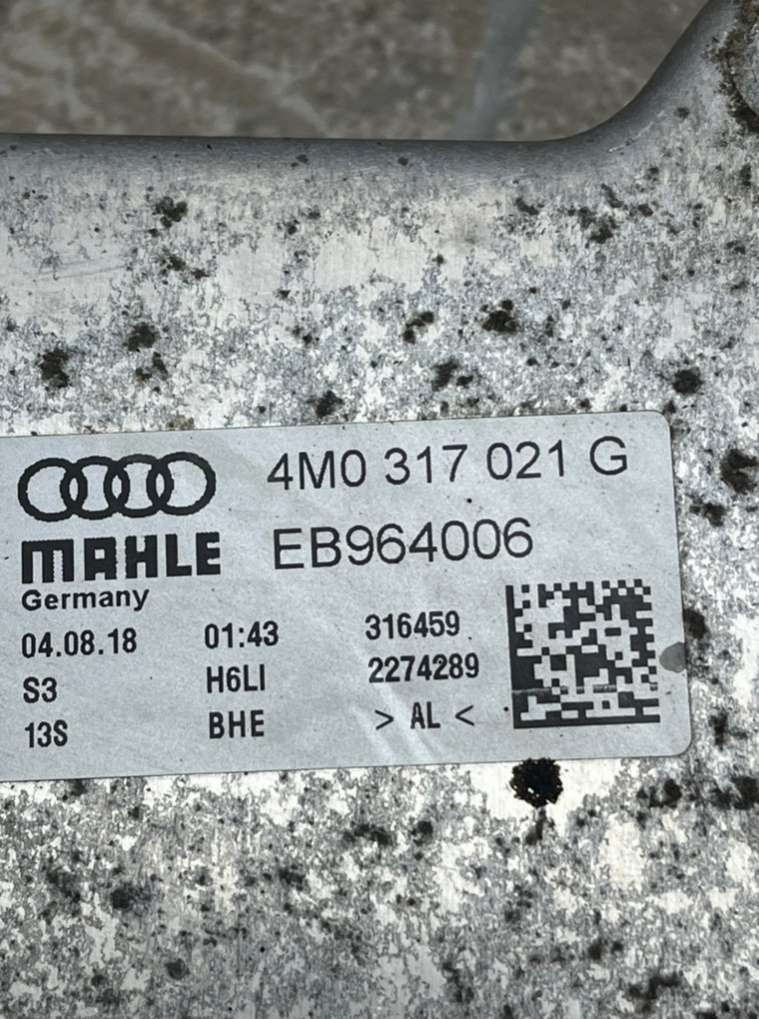 4M0 317 021 G
MAHLE EB964006
Germany
04.08.18 01:43 316459
S3 H6LI 2274289
13S BHE > AL <